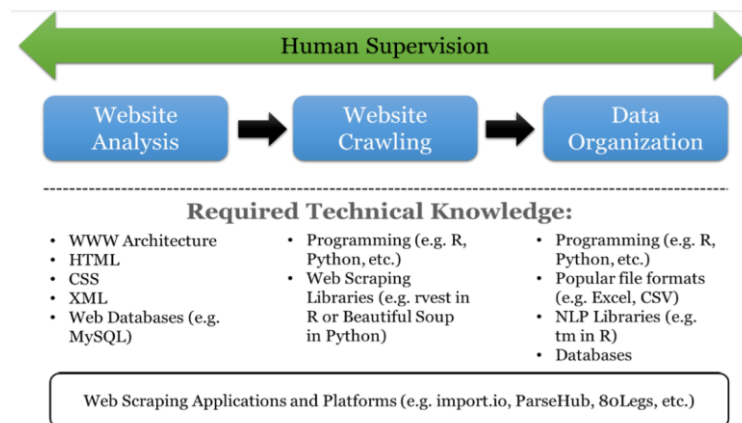 Human Supervision
Website
Analysis
Website
Crawling
Data
Organization
Required Technical Knowledge:
• WWW Architecture
• HTML
• CSS
• XML
• Web Databases (e.g.
MySQL)
• Programming (e.g. R,
Python, etc.)
• Web Scraping
Libraries (e.g. rvest in
R or Beautiful Soup
in Python)
• Programming (e.g. R,
Python, etc.)
• Popular file formats
(e.g. Excel, CSV)
• NLP Libraries (e.g.
tm in R)
• Databases
Web Scraping Applications and Platforms (e.g. import.io, ParseHub, 80Legs, etc.)